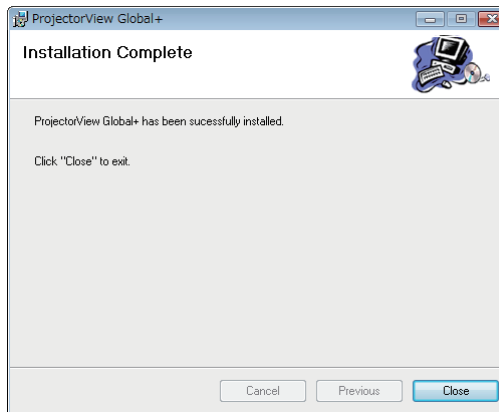 ProjectorView Global+
Installation Complete
ProjectorView Global+ has been sucessfully installed.
Click "Close" to exit.
Cancel Previous Close